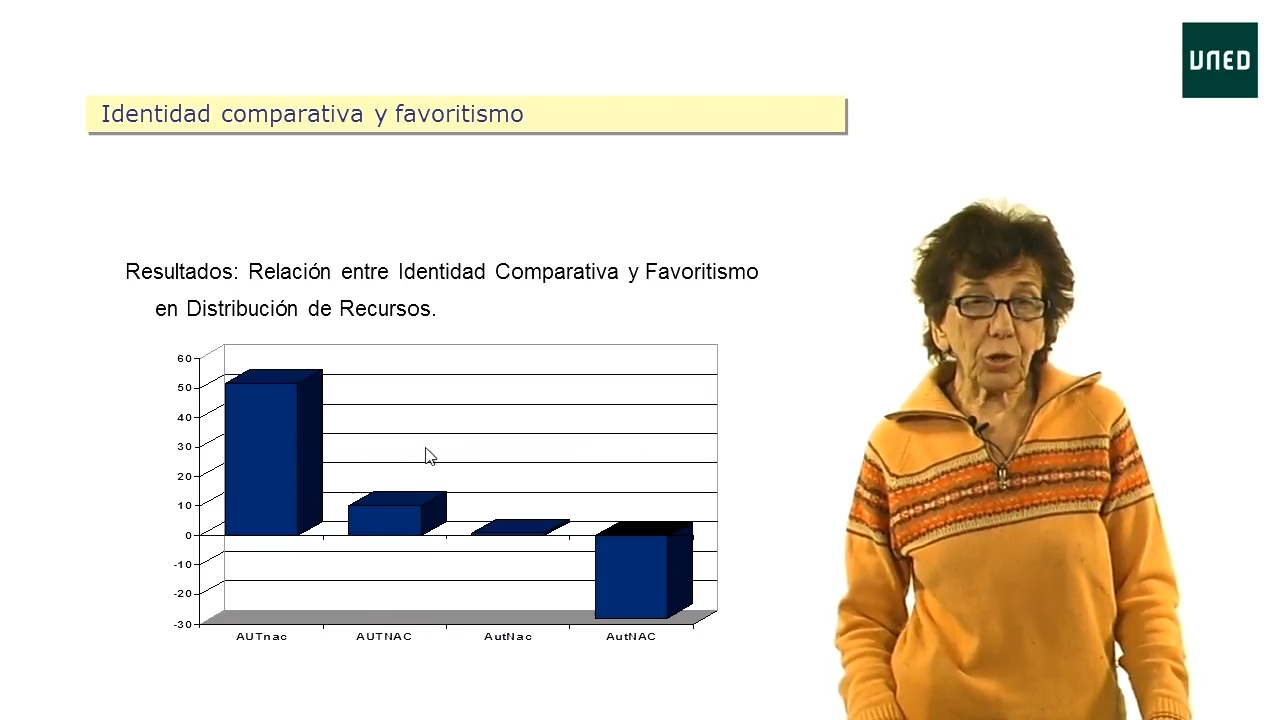 UNED
Identidad comparativa y favoritismo
Resultados: Relación entre Identidad Comparativa y Favoritismo
en Distribución de Recursos.
60
50
40
30
20
10
0
-10
-20
-30
AUTnac AUTNAC AutNac AutNAC